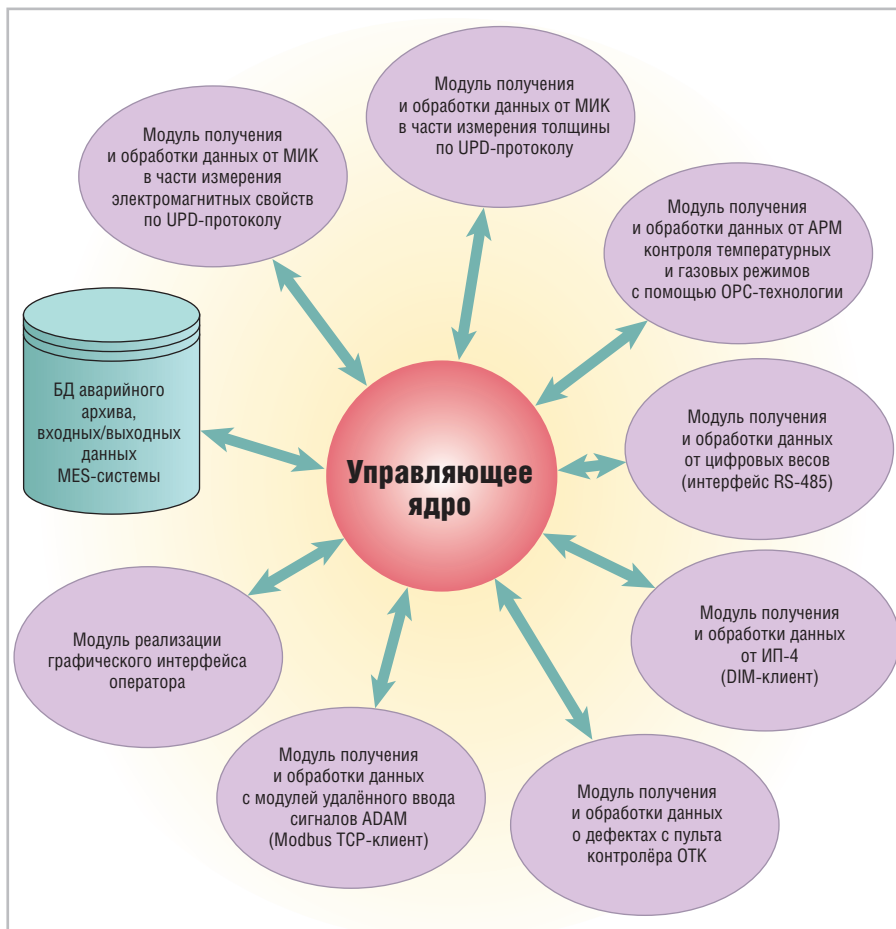 Модуль получения
и обработки данных от МИК
в части измерения толщины
по UPD-протоколу
Модуль получения
и обработки данных от МИК
в части измерения
электромагнитных свойств
по UPD-протоколу
Модуль получения
и обработки данных от АРМ
контроля температурных
и газовых режимов
с помощью OPC-технологии
БД аварийного
архива,
входных/выходных
данных
MES-системы
Управляющее
ядро
Модуль получения
и обработки данных
от цифровых весов
(интерфейс RS-485)
Модуль получения
и обработки данных
от ИП-4
(DIM-клиент)
Модуль реализации
графического интерфейса
оператора
Модуль получения
и обработки данных
с модулей удалённого ввода
сигналов ADAM
(Modbus TCP-клиент)
Модуль получения
и обработки данных
о дефектах с пульта
контролёра ОТК